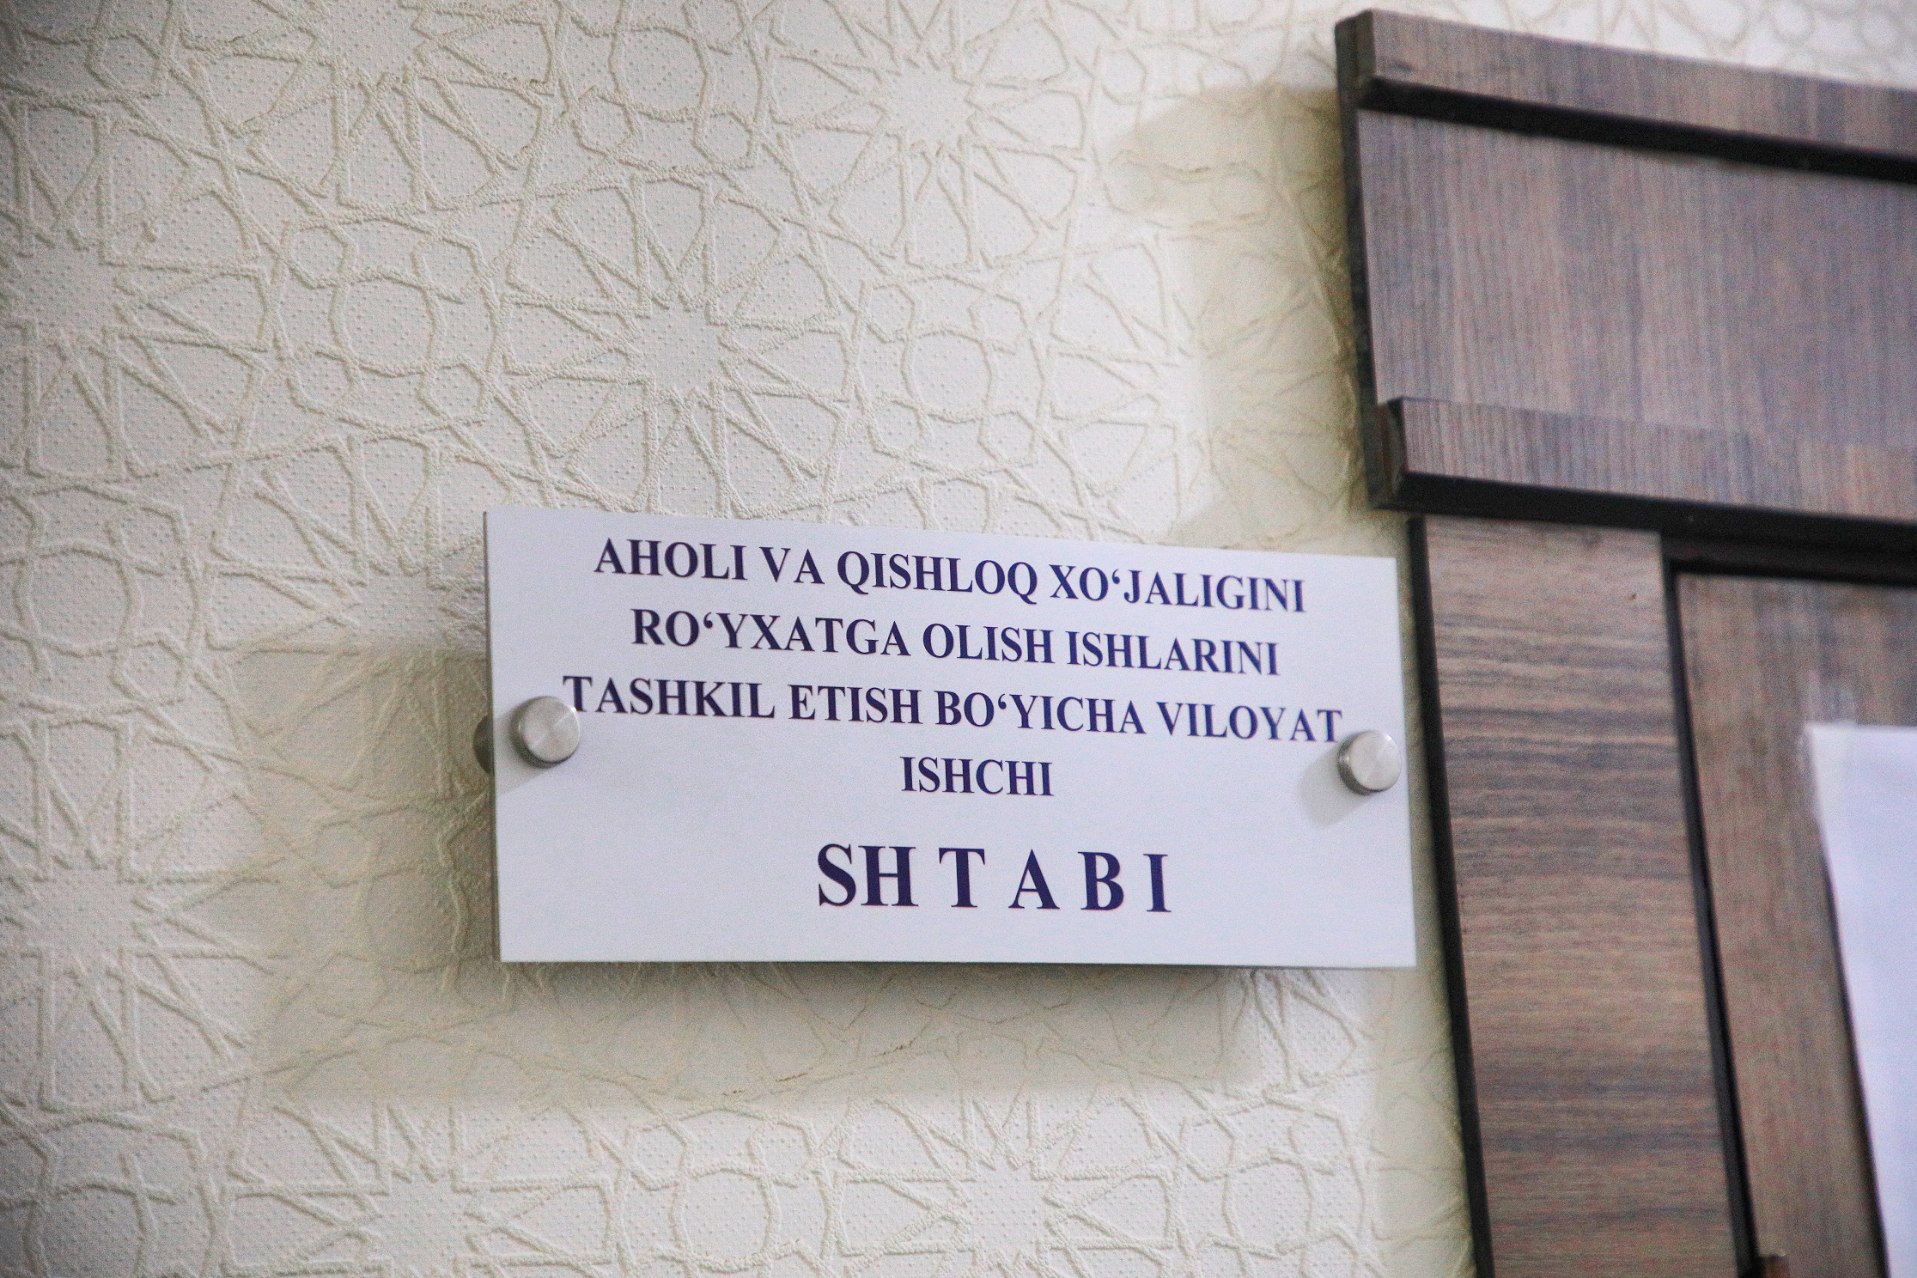 AHOLI VA QISHLOQ XO‘JALIGINI
RO‘YXATGA OLISH ISHLARINI
TASHKIL ETISH BO‘YICHA VILOYAT
ISHCHI
SH T A B I